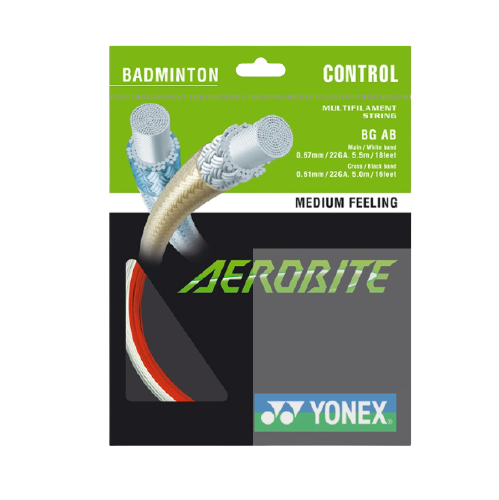 BADMINTON
CONTROL
MULTIFILAMENT
STRING
BG AB
Main / White band
0.67mm / 22GA. 5.5m / 18feet
Cross / Black band
0.61mm / 22GA. 5.0m / 16feet
MEDIUM FEELING
AEROBITE
YONEX